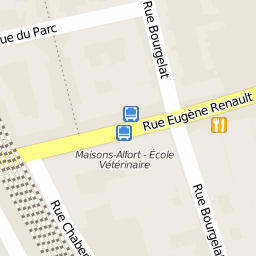 ue du Parc
Rue Bourgelat
Rue Eugène Renault
Maisons-Alfort - École
Vétérinaire
Rue Chaber
Rue Bourgela